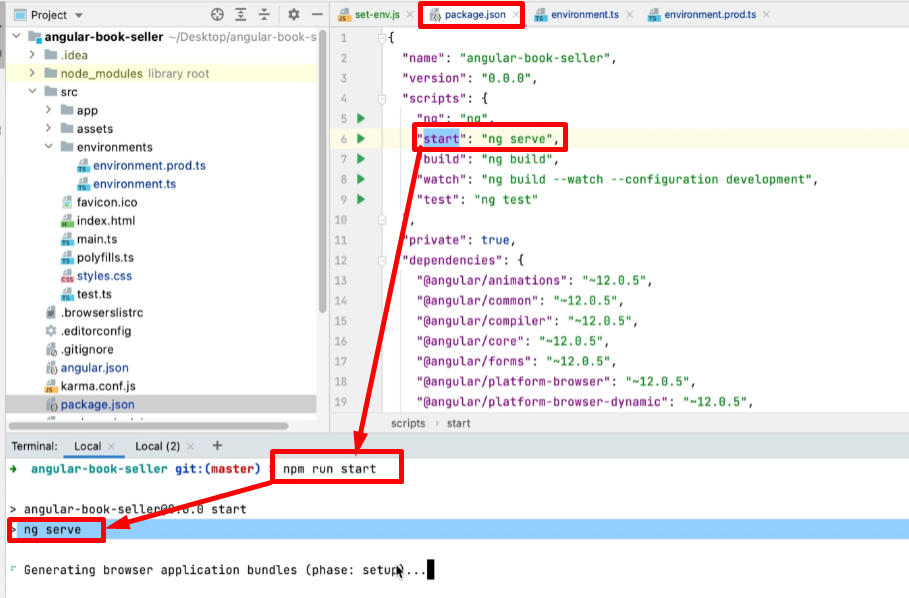 Project
set-env.js
package.json
environment.ts
environment.prod.ts
angular-book-seller ~/Desktop/angular-book-s
.idea
node_modules library root
src
app
assets
environments
environment.prod.ts
environment.ts
favicon.ico
index.html
main.ts
polyfills.ts
styles.css
test.ts
.browserslistrc
.editorconfig
.gitignore
angular.json
karma.conf.js
package.json
1 {
2 "name": "angular-book-seller",
3 "version": "0.0.0",
4 "scripts": {
5 "ng": "ng",
6 "start": "ng serve",
7 "build": "ng build",
8 "watch": "ng build --watch --configuration development",
9 "test": "ng test"
10 },
11 "private": true,
12 "dependencies": {
13 "@angular/animations": "~12.0.5",
14 "@angular/common": "~12.0.5",
15 "@angular/compiler": "~12.0.5",
16 "@angular/core": "~12.0.5",
17 "@angular/forms": "~12.0.5",
18 "@angular/platform-browser": "~12.0.5",
19 "@angular/platform-browser-dynamic": "~12.0.5",
scripts › start
Terminal: Local × Local (2) × +
→ angular-book-seller git:(master) npm run start
> angular-book-seller@0.0.0 start
> ng serve
Generating browser application bundles (phase: setup)...